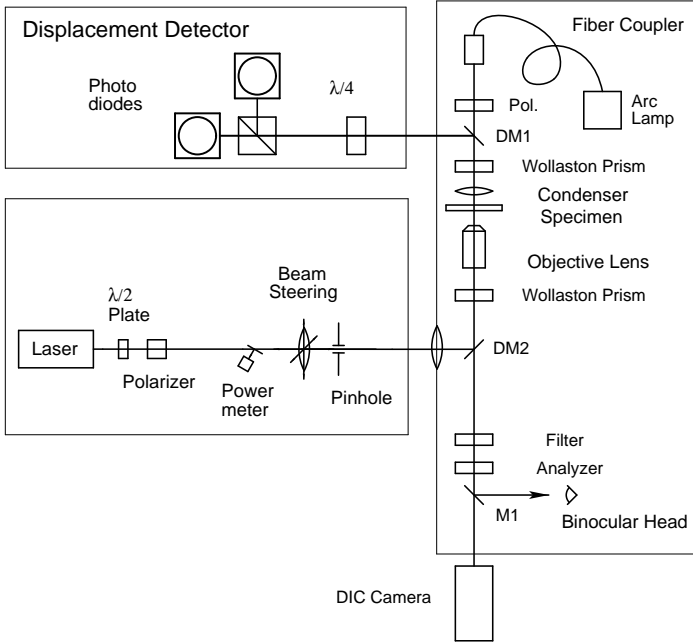 Displacement Detector
Photo
diodes
λ/4
Fiber Coupler
Pol.
Arc
Lamp
DM1
Wollaston Prism
Condenser
Specimen
Objective Lens
Wollaston Prism
DM2
Beam
Steering
λ/2
Plate
Laser
Polarizer
Power
meter
Pinhole
Filter
Analyzer
M1
Binocular Head
DIC Camera